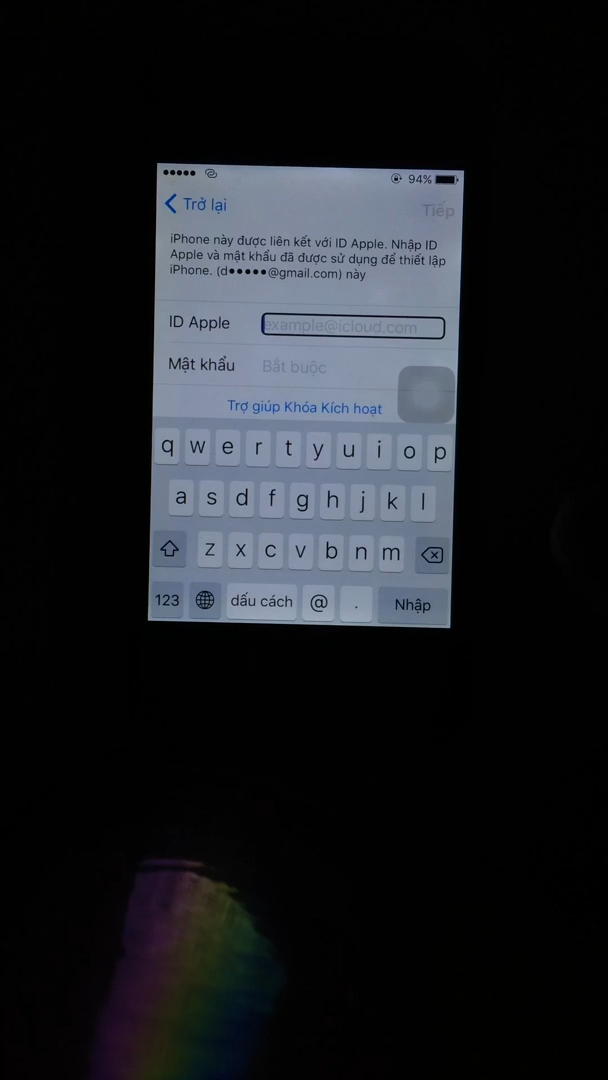 94%
Trở lại
Tiếp
iPhone này được liên kết với ID Apple. Nhập ID
Apple và mật khẩu đã được sử dụng để thiết lập
iPhone. (d●●●●●@gmail.com) này
ID Apple
example@icloud.com
Mật khẩu
Bắt buộc
Trợ giúp Khóa Kích hoạt
q w e r t y u i o p
a s d f g h j k l
z x c v b n m
123 dấu cách @ . Nhập